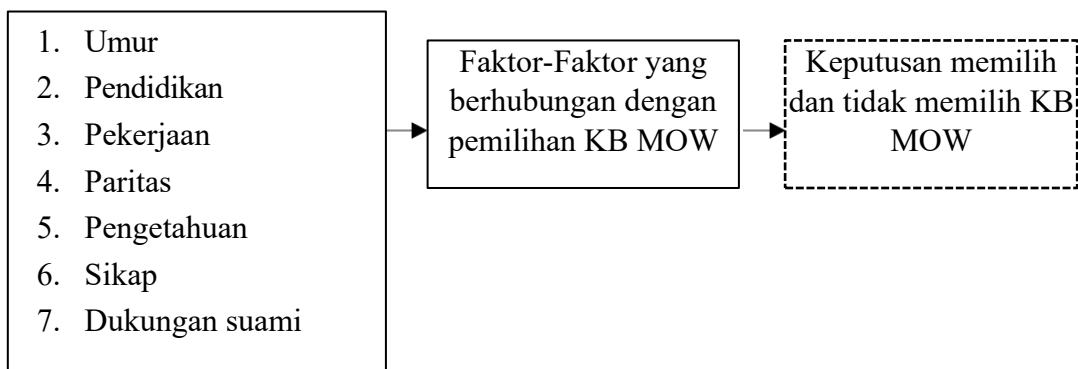 1. Umur
2. Pendidikan
3. Pekerjaan
4. Paritas
5. Pengetahuan
6. Sikap
7. Dukungan suami
Faktor-Faktor yang
berhubungan dengan
pemilihan KB MOW
Keputusan memilih
dan tidak memilih KB
MOW